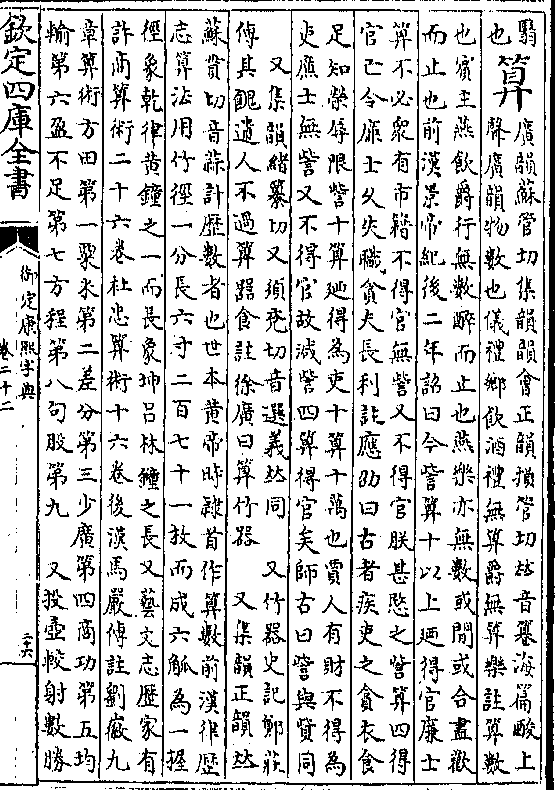 翳
也
算
廣韻蘇管切集韻韻會正韻損管切𠀤音篹海篇酸上
聲廣韻物數也儀禮鄉飲酒禮無算爵無算樂註算數
也賓主燕飲爵行無數醉而止也燕樂亦無數或間或合盡歡
而止也前漢景帝紀後二年詔曰今訾算十以上廼得官廉士
算不必衆有市籍不得官無訾又不得官朕甚愍之訾算四得
官已令廉士久失職貪夫長利註應劭曰古者疾吏之貪衣食
足知榮辱限訾十算廼得為吏十算十萬也賈人有財不得為
吏廉士無訾又不得官故減訾四算得官矣師古曰訾與貲同
又集韻緒纂切又須兗切音選義𠀤同　又竹器史記鄭莊
傳其餽遺人不過算器食註徐廣曰算竹器　又集韻正韻𠀤
蘇貫切音蒜計歷數者也世本黃帝時隸首作算數前漢律歷
志算法用竹徑一分長六寸二百七十一枚而成六觚為一握
徑象乾律黃鐘之一而長象坤呂林鐘之長又藝文志歷家有
許商算術二十六卷杜忠算術十六卷後漢馬嚴傳註劉徽九
章算術方田第一粟米第二差分第三少廣第四商功第五均
輸第六盈不足第七方程第八句股第九　又投壺較射數勝
欽定四庫全書
御定康熙字典
卷二十二
二十六